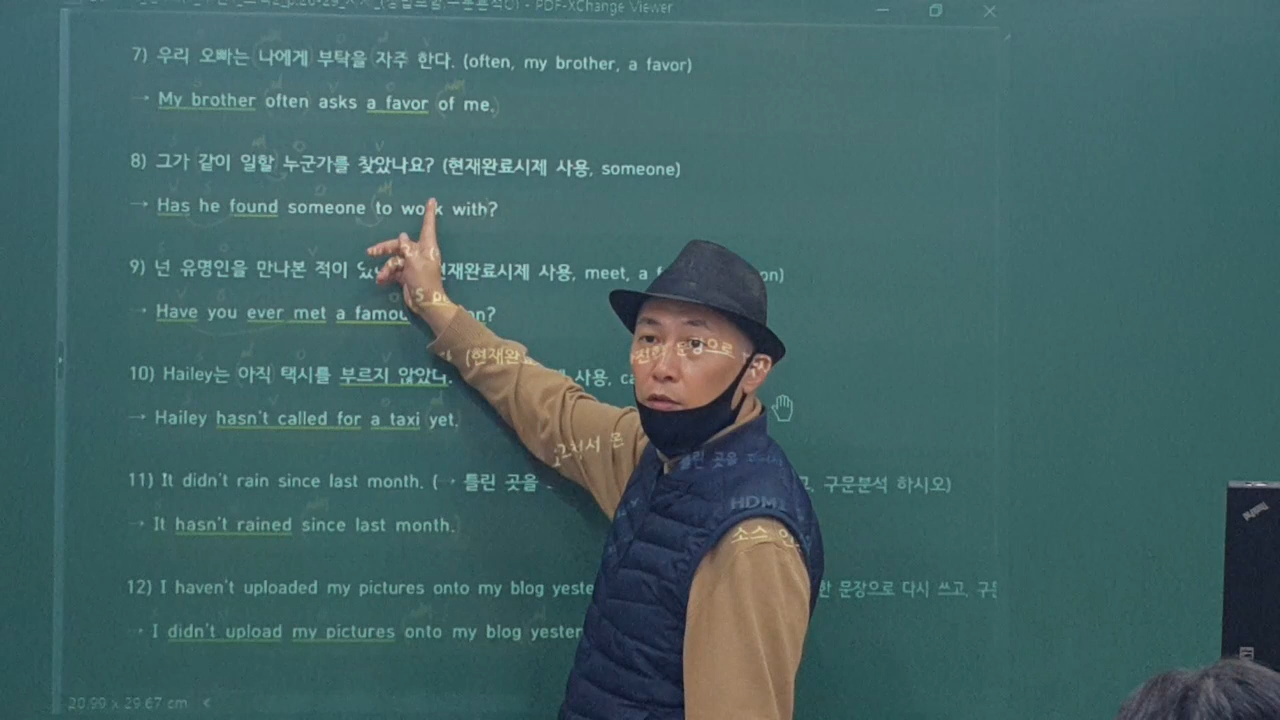 PDF-XChange Viewer
7) 우리 오빠는 나에게 부탁을 자주 한다. (often, my brother, a favor)
→ My brother often asks a favor of me.
8) 그가 같이 일할 누군가를 찾았나요? (현재완료시제 사용, someone)
→ Has he found someone to work with?
9) 넌 유명인을 만나본 적이 현재완료시제 사용, meet, a
→ Have you ever met a
10) Hailey는 아직 택시를 부르지 않았다. (현재완 사용,
→ Hailey hasn't called for a taxi yet.
11) It didn't rain since last month. (→ 틀린 곳을 구문분석 하시오)
→ It hasn't rained since last month.
12) I haven't uploaded my pictures onto my blog 문장으로 다시 쓰고,
→ I didn't upload my pictures onto my blog
HDMI
소스
20.99 x 29.67 cm
ThinkPad